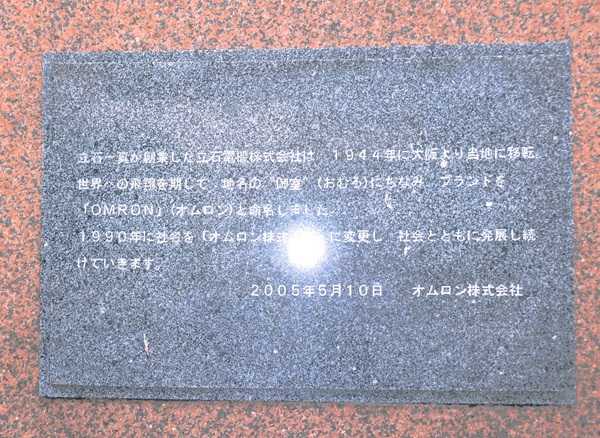 立石一真が創業した立石電機株式会社は、１９４４年に大阪より当地に移転。
世界への飛翔を期して、地名の“御室”（おむろ）にちなみ、ブランドを
「ＯＭＲＯＮ」（オムロン）と命名しました。
１９９０年に社名を「オムロン株式 に変更し、社会とともに発展し続
けていきます。
２００５年５月１０日 オムロン株式会社